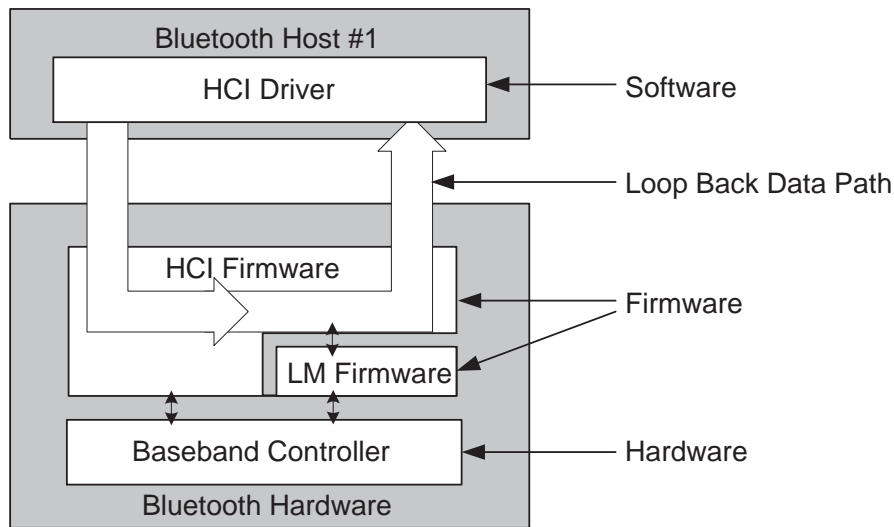 Bluetooth Host #1
HCI Driver
Software
Loop Back Data Path
HCI Firmware
Firmware
LM Firmware
Baseband Controller
Hardware
Bluetooth Hardware